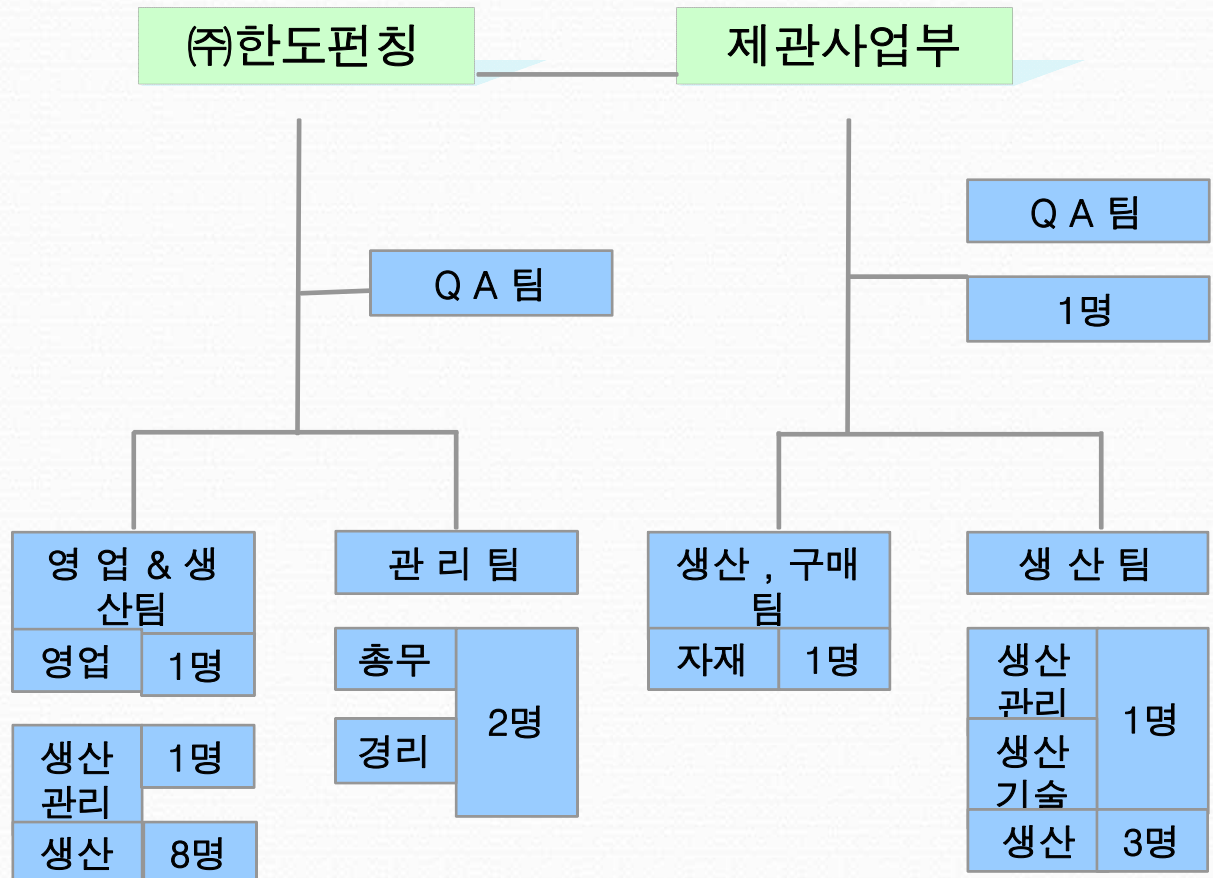 ㈜한도펀칭
제관사업부
Q A 팀
Q A 팀
1명
영 업 & 생
산팀
영업
1명
생산
관리
1명
생산
8명
관 리 팀
총무
경리
2명
생산 , 구매
팀
자재
1명
생 산 팀
생산
관리
생산
기술
1명
생산
3명